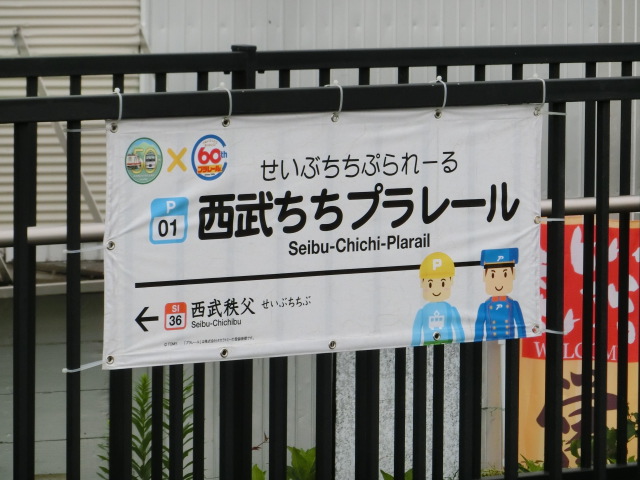 50 × 60th プラレール
せいぶちちぷられーる
P 01 西武ちちプラレール
Seibu-Chichi-Plarail
← SI 36 西武秩父 せいぶちちぶ
Seibu-Chichibu
P P
WELCOME